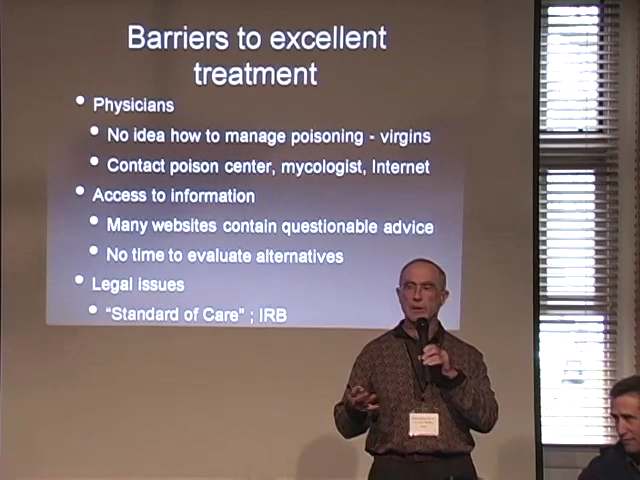 Barriers to excellent
treatment
• Physicians
• No idea how to manage poisoning - virgins
• Contact poison center, mycologist, Internet
• Access to information
• Many websites contain questionable advice
• No time to evaluate alternatives
• Legal issues
• “Standard of Care” ; IRB